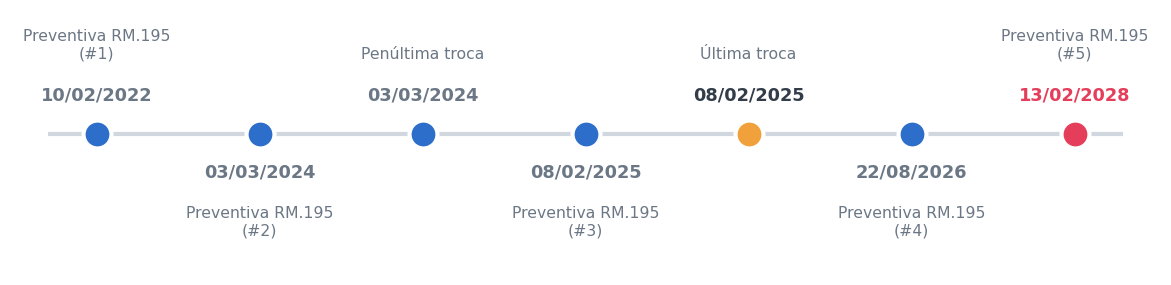 Preventiva RM.195
(#1)
10/02/2022
03/03/2024
Preventiva RM.195
(#2)
Penúltima troca
03/03/2024
08/02/2025
Preventiva RM.195
(#3)
Última troca
08/02/2025
22/08/2026
Preventiva RM.195
(#4)
Preventiva RM.195
(#5)
13/02/2028